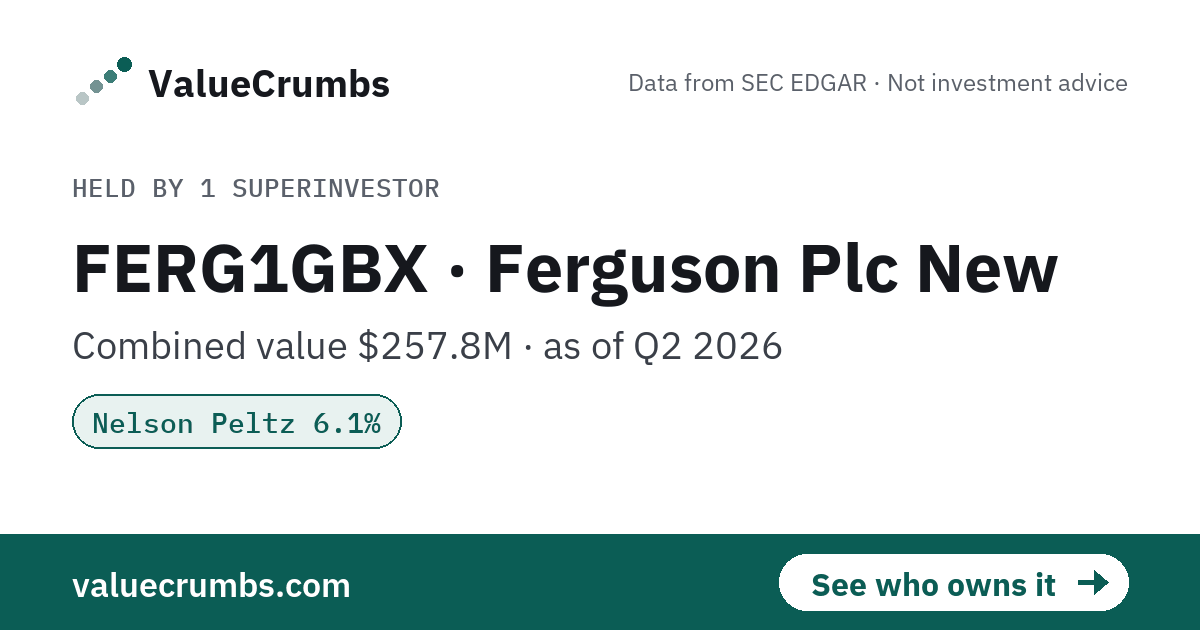 ValueCrumbs
Data from SEC EDGAR · Not investment advice
HELD BY 1 SUPERINVESTOR
FERG1GBX · Ferguson Plc New
Combined value $257.8M · as of Q2 2026
Nelson Peltz 6.1%
valuecrumbs.com
See who owns it →